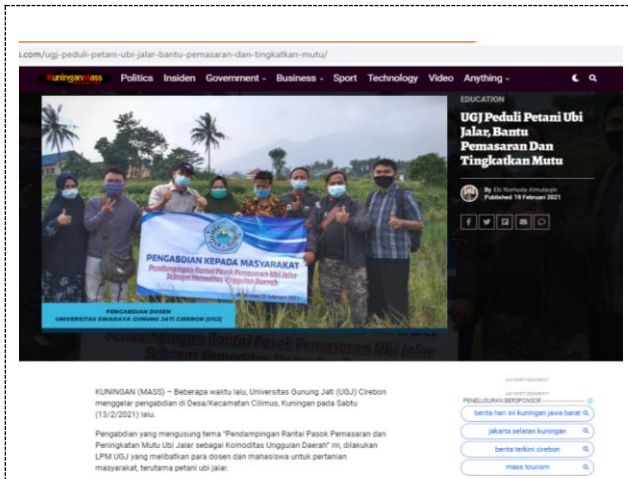 s.com/ugj-peduli-petani-ubi-jalar-bantu-pemasaran-dan-tingkatkan-mutu/
KuninganMass Politics Insiden Government Business Sport Technology Video Anything
EDUCATION
UGJ Peduli Petani Ubi
Jalar, Bantu
Pemasaran Dan
Tingkatkan Mutu
Published 19 Februari 2021
PENGABDIAN KEPADA MASYARAKAT
Pendampingan Rantai Pasok Pemasaran Ubi Jalar
Sebagai Komoditas Unggulan Daerah
PENGABDIAN DOSEN
UNIVERSITAS SWADAYA GUNUNG JATI CIREBON (UGJ)
ADVERTISEMENT
KUNINGAN (MASS) – Beberapa waktu lalu, Universitas Gunung Jati (UGJ) Cirebon
menggelar pengabdian di Desa/Kecamatan Cilimus, Kuningan pada Sabtu
(13/2/2021) lalu.
Pengabdian yang mengusung tema "Pendampingan Rantai Pasok Pemasaran dan
Peningkatan Mutu Ubi Jalar sebagai Komoditas Unggulan Daerah" ini, dilakukan
LPM UGJ yang melibatkan para dosen dan mahasiswa untuk pertanian
masyarakat, terutama petani ubi jalar.
ADVERTISEMENT
PENELUSURAN BERSPONSOR
berita hari ini kuningan jawa barat
jakarta selatan kuningan
berita terkini cirebon
mass tourism